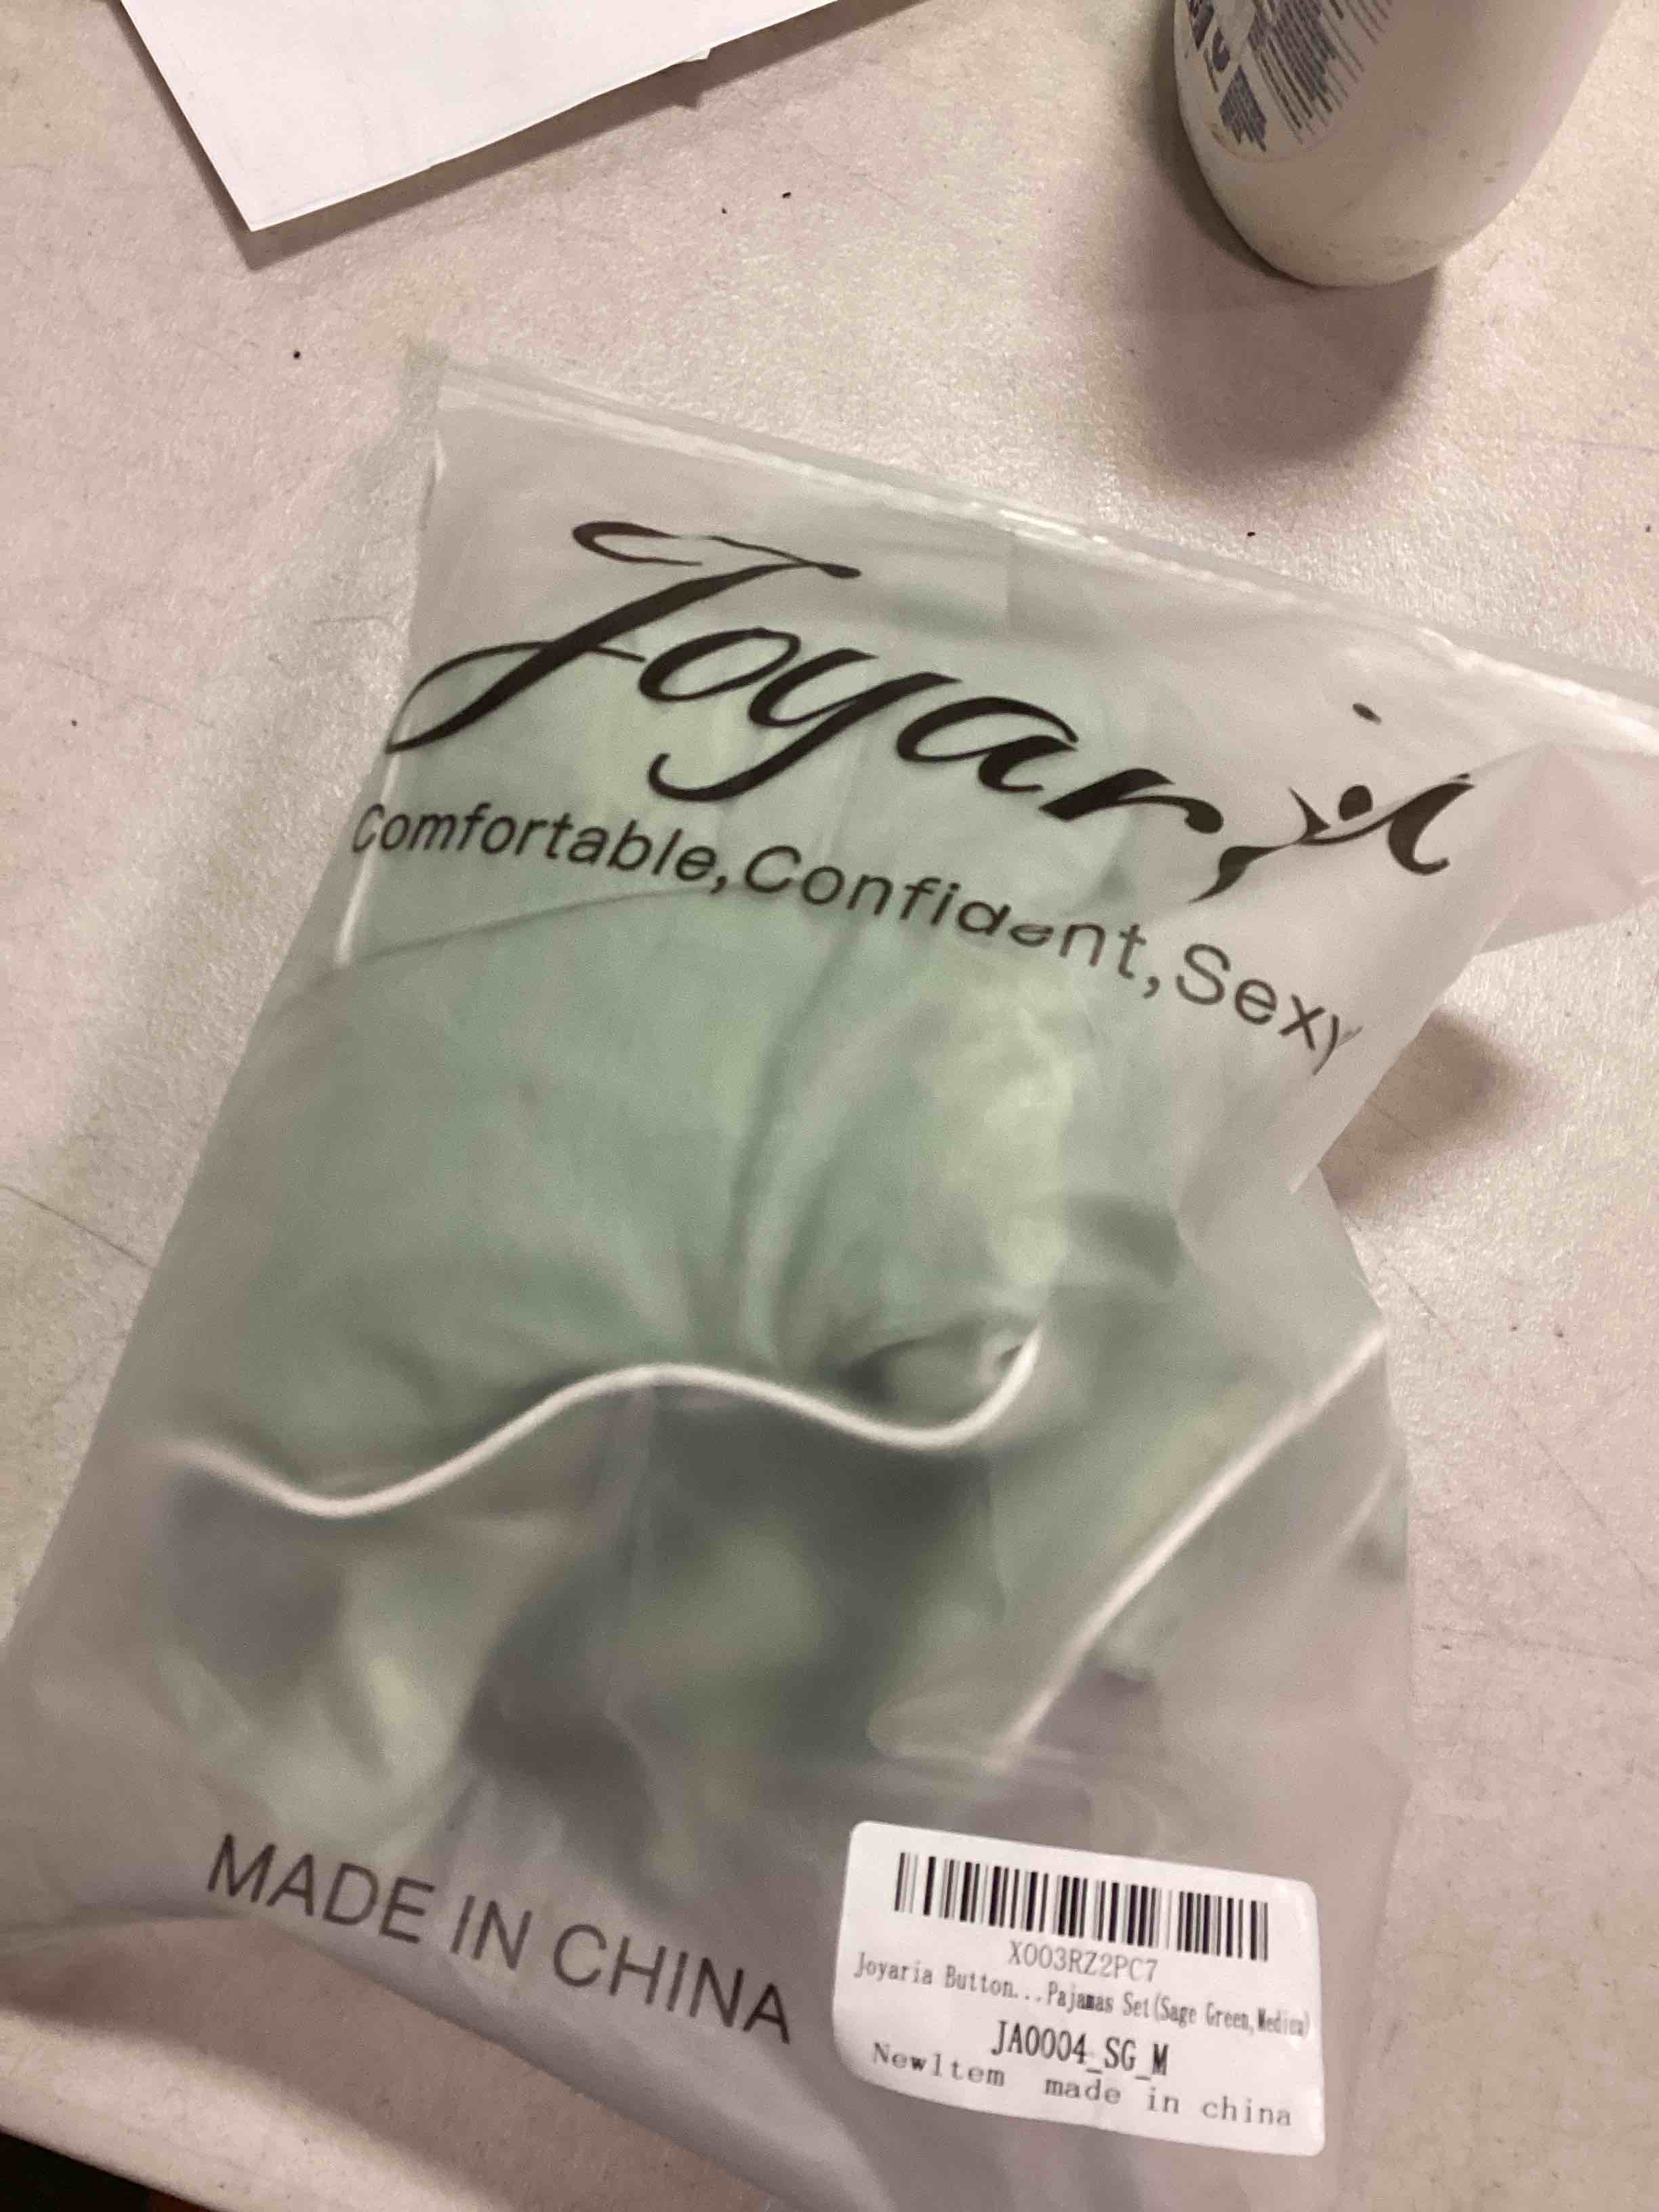 Joyaria
Comfortable,Confident,Sexy
MADE IN CHINA
X003RZ2PC7
Joyaria Button...Pajamas Set(Sage Green,Medium)
JA0004_SG_M
NewItem made in china